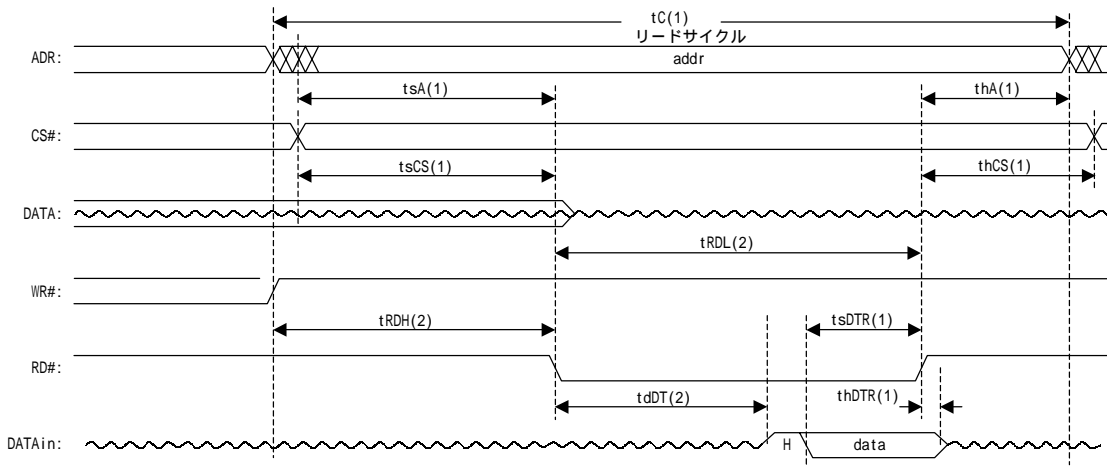 tC(1)
リードサイクル
ADR:
addr
tsA(1)
thA(1)
CS#:
tsCS(1)
thCS(1)
DATA:
tRDL(2)
WR#:
tRDH(2)
tsDTR(1)
RD#:
tdDT(2)
thDTR(1)
DATAin:
H
data